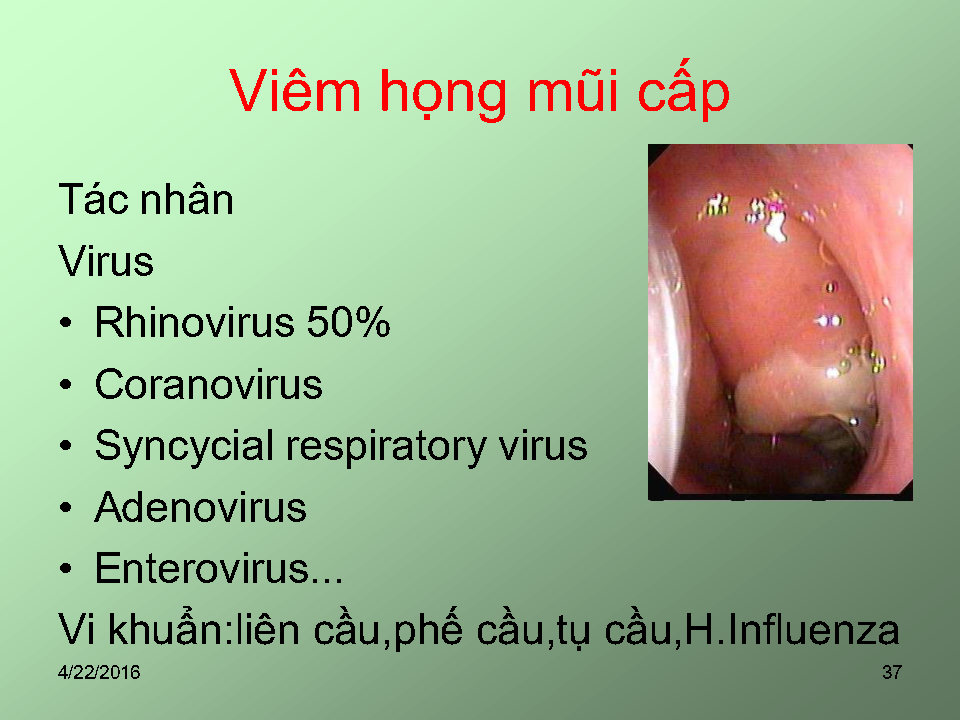 Viêm họng mũi cấp
Tác nhân
Virus
• Rhinovirus 50%
• Coranovirus
• Syncycial respiratory virus
• Adenovirus
• Enterovirus...
Vi khuẩn:liên cầu,phế cầu,tụ cầu,H.Influenza
4/22/2016
37